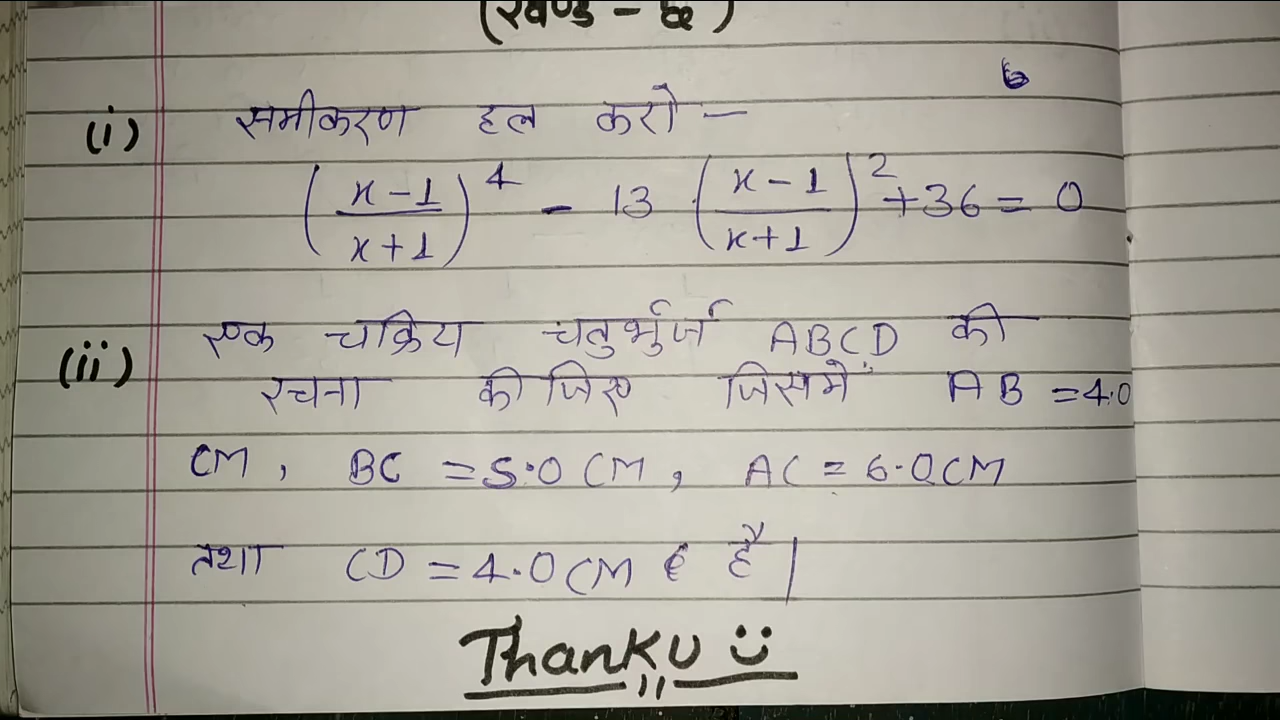 (खण्ड - छ)
6
(i) समीकरण हल करो —
(x-1/x+1)^4 - 13 (x-1/x+1)^2 + 36 = 0
(ii) एक चक्रिय चतुर्भुर्ज ABCD की
रचना कीजिए जिसमें AB = 4.0
CM, BC = 5.0 CM, AC = 6.0 CM
तथा CD = 4.0 CM है|
ThankU